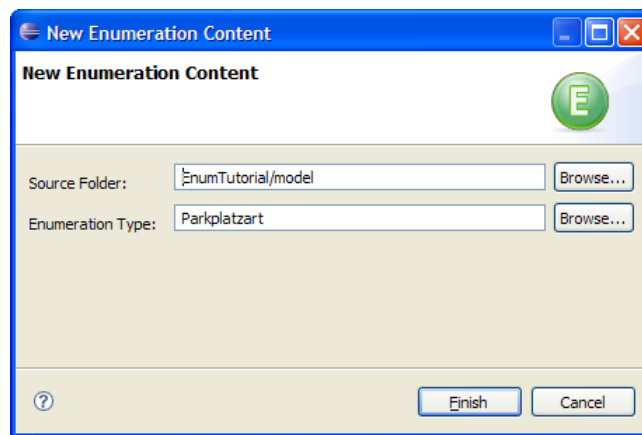 New Enumeration Content
New Enumeration Content
E
Source Folder: EnumTutorial/model Browse...
Enumeration Type: Parkplatzart Browse...
? Finish Cancel